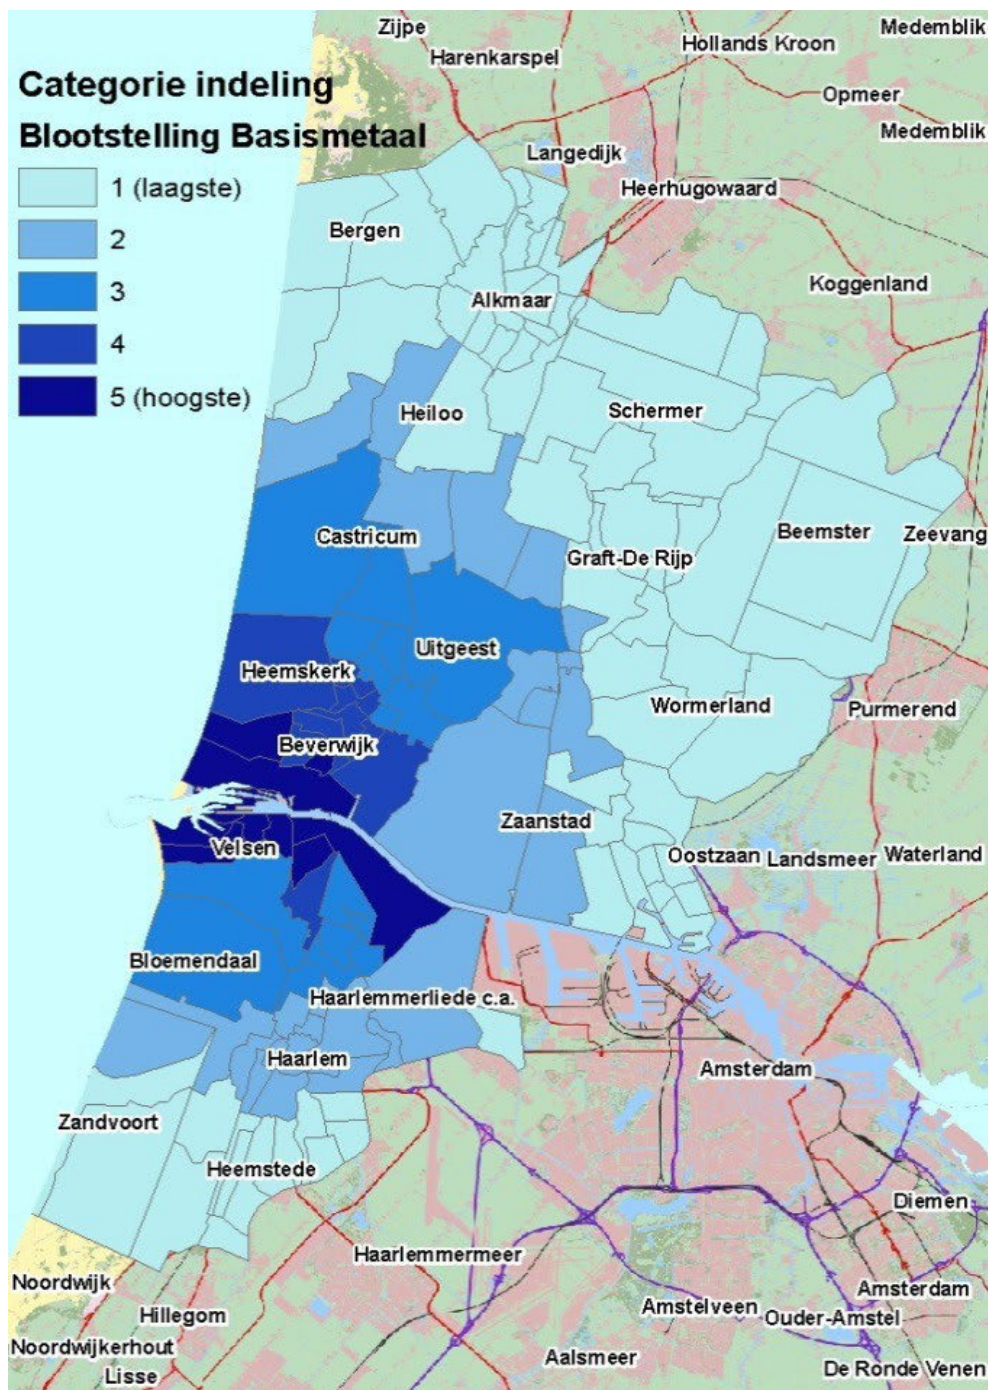 Zijpe
Medemblik
Hollands Kroon
Harenkarspel
Categorie indeling
Opmeer
Blootstelling Basismetaal
Medemblik
Langedijk
1 (laagste)
Heerhugowaard
Bergen
2
Koggenland
3
Alkmaar
4
5 (hoogste)
Heiloo
Schermer
Castricum
Beemster
Zeevang
Graft-De Rijp
Uitgeest
Heemskerk
Wormerland
Purmerend
Beverwijk
Zaanstad
Velsen
Oostzaan
Landsmeer
Waterland
Bloemendaal
Haarlemmerliede c.a.
Haarlem
Amsterdam
Zandvoort
Heemstede
Diemen
Haarlemmermeer
Noordwijk
Amsterdam
Hillegom
Amstelveen
Ouder-Amstel
Noordwijkerhout
Aalsmeer
Lisse
De Ronde Venen